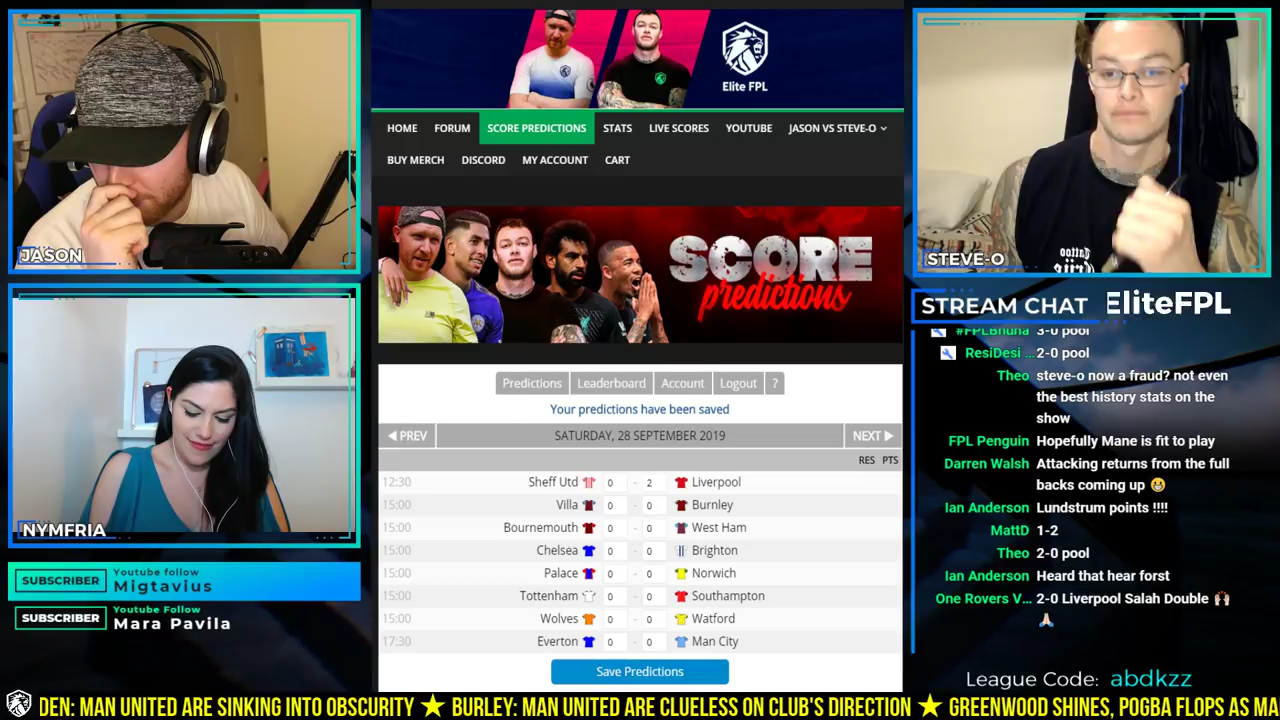 JASON
NYMFRIA
SUBSCRIBER
Youtube follow
Migtavius
SUBSCRIBER
Youtube Follow
Mara Pavila
Elite FPL
HOME FORUM SCORE PREDICTIONS STATS LIVE SCORES YOUTUBE JASON VS STEVE-O
BUY MERCH DISCORD MY ACCOUNT CART
SCORE
predictions
Predictions Leaderboard Account Logout ?
Your predictions have been saved
PREV SATURDAY, 28 SEPTEMBER 2019 NEXT
RES PTS
12:30 Sheff Utd 0 - 2 Liverpool
15:00 Villa 0 - 0 Burnley
15:00 Bournemouth 0 - 0 West Ham
15:00 Chelsea 0 - 0 Brighton
15:00 Palace 0 - 0 Norwich
15:00 Tottenham 0 - 0 Southampton
15:00 Wolves 0 - 0 Watford
17:30 Everton 0 - 0 Man City
Save Predictions
STEVE-O
STREAM CHAT EliteFPL
#FPLBhuna 3-0 pool
ResiDesi ... 2-0 pool
Theo steve-o now a fraud? not even
the best history stats on the
show
FPL Penguin Hopefully Mane is fit to play
Darren Walsh Attacking returns from the full
backs coming up 😀
Ian Anderson Lundstrum points !!!!
MattD 1-2
Theo 2-0 pool
Ian Anderson Heard that hear forst
One Rovers V... 2-0 Liverpool Salah Double 🙌🏻
🙏🏻
League Code: abdkzz
DEN: MAN UNITED ARE SINKING INTO OBSCURITY ★ BURLEY: MAN UNITED ARE CLUELESS ON CLUB'S DIRECTION ★ GREENWOOD SHINES, POGBA FLOPS AS MA